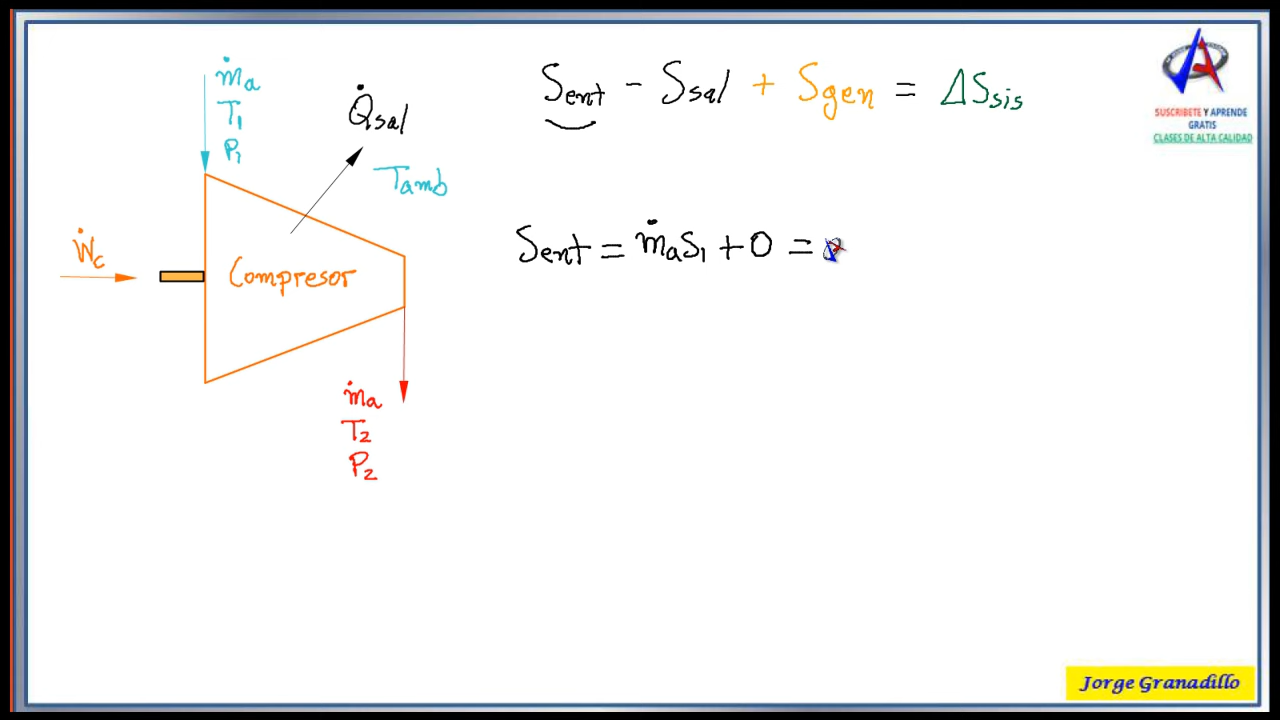 ṁa
T1
P1
Q̇sal
Tamb
Ẇc
Compresor
ṁa
T2
P2
Sent - Ssal + Sgen = ΔSsis
Sent = ṁaS1 + 0 =
SUSCRIBETE Y APRENDE
GRATIS
CLASES DE ALTA CALIDAD
Jorge Granadillo